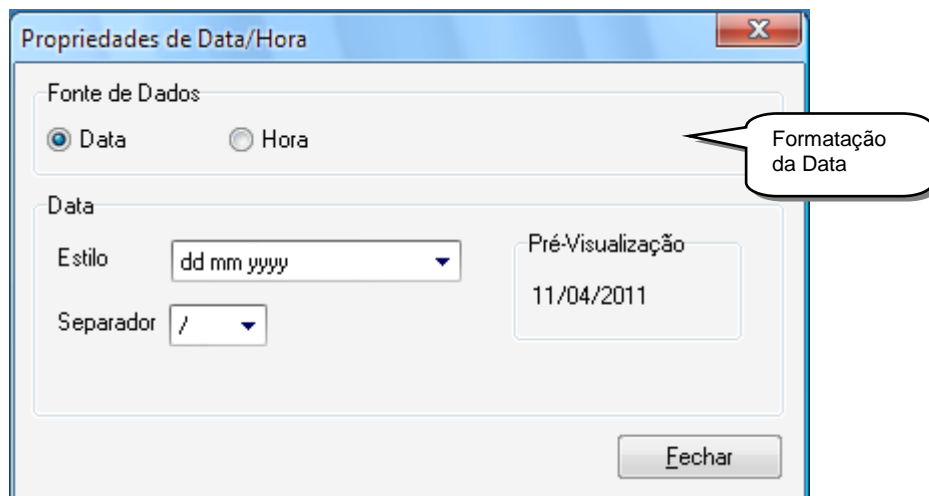 Propriedades de Data/Hora
x
Fonte de Dados
Data
Hora
Formatação
da Data
Data
Estilo
dd mm yyyy
Pré-Visualização
11/04/2011
Separador
/
Fechar